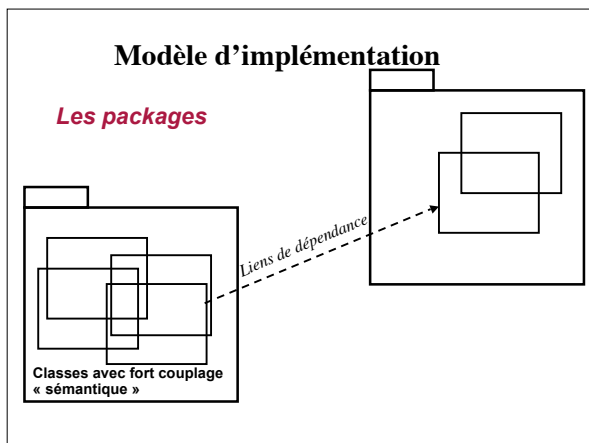 Modèle d’implémentation
Les packages
Liens de dépendance
Classes avec fort couplage
« sémantique »